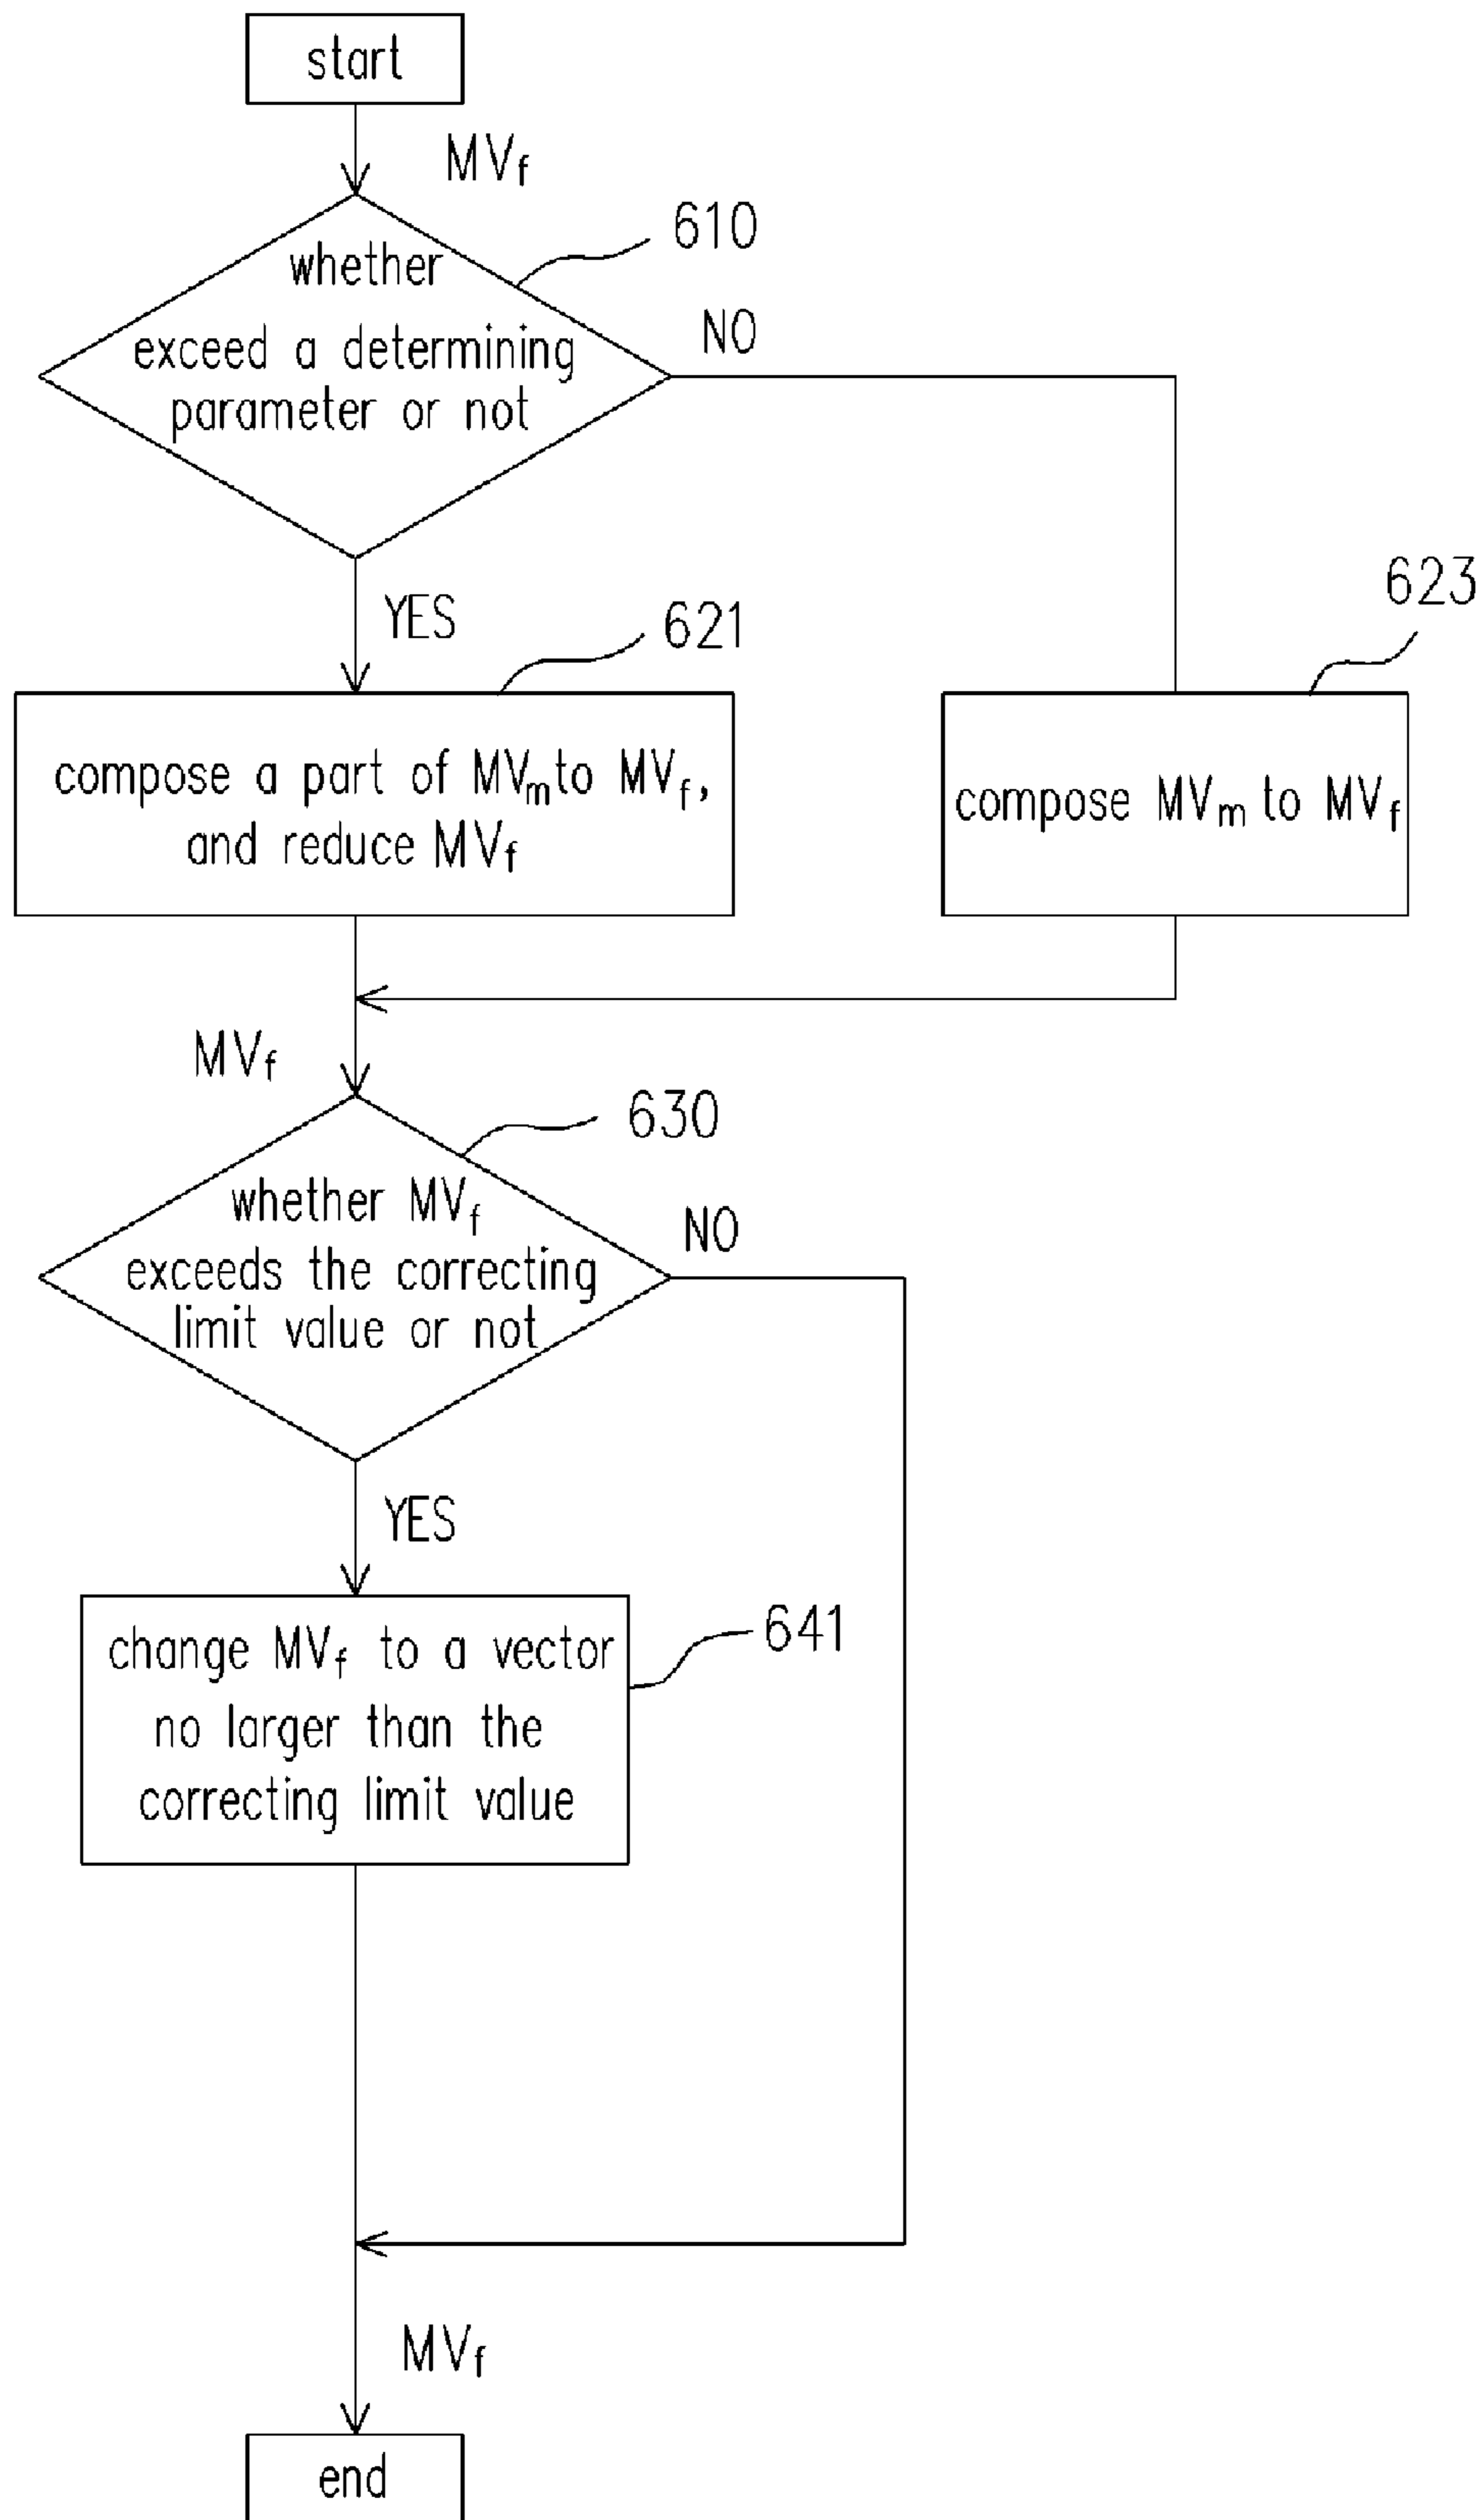 start
MVf
610
whether
exceed a determining
parameter or not
NO
YES
621
623
compose a part of MVm to MVf,
and reduce MVf
compose MVm to MVf
MVf
630
whether MVf
exceeds the correcting
limit value or not
NO
YES
641
change MVf to a vector
no larger than the
correcting limit value
MVf
end